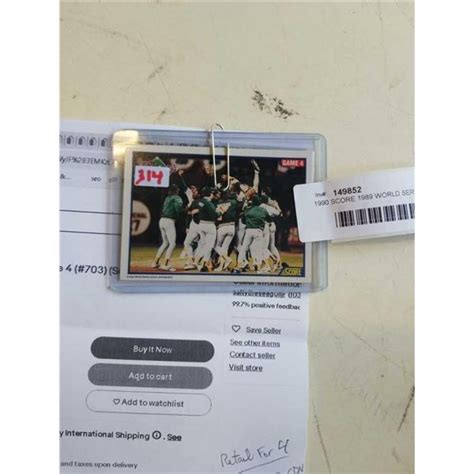 314
GAME 4
SCORE
inv#: 149852
1990 SCORE 1989 WORLD SER
e 4 (#703) (S
99.7% positive feedbac
Save Seller
See other items
Contact seller
Visit store
Buy It Now
Add to cart
Add to watchlist
y International Shipping . See
and taxes upon delivery
Retail For 4